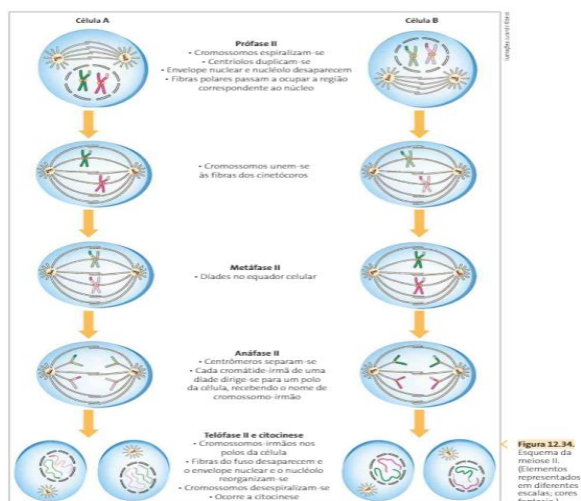 Célula A
Célula B
Prófase II
• Cromossomos espiralizam-se
• Centríolos duplicam-se
• Envelope nuclear e nucléolo desaparecem
• Fibras polares passam a ocupar a região
correspondente ao núcleo
• Cromossomos unem-se
às fibras dos cinetócoros
Metáfase II
• Díades no equador celular
Anáfase II
• Centrômeros separam-se
• Cada cromátide-irmã de uma
díade dirige-se para um polo
da célula, recebendo o nome de
cromossomo-irmão
Telófase II e citocinese
• Cromossomos-irmãos nos
polos da célula
• Fibras do fuso desaparecem e
o envelope nuclear e o nucléolo
reorganizam-se
• Cromossomos desespiralizam-se
• Ocorre a citocinese
Figura 12.34.
Esquema da
meiose II.
(Elementos
representados
em diferentes
escalas; cores